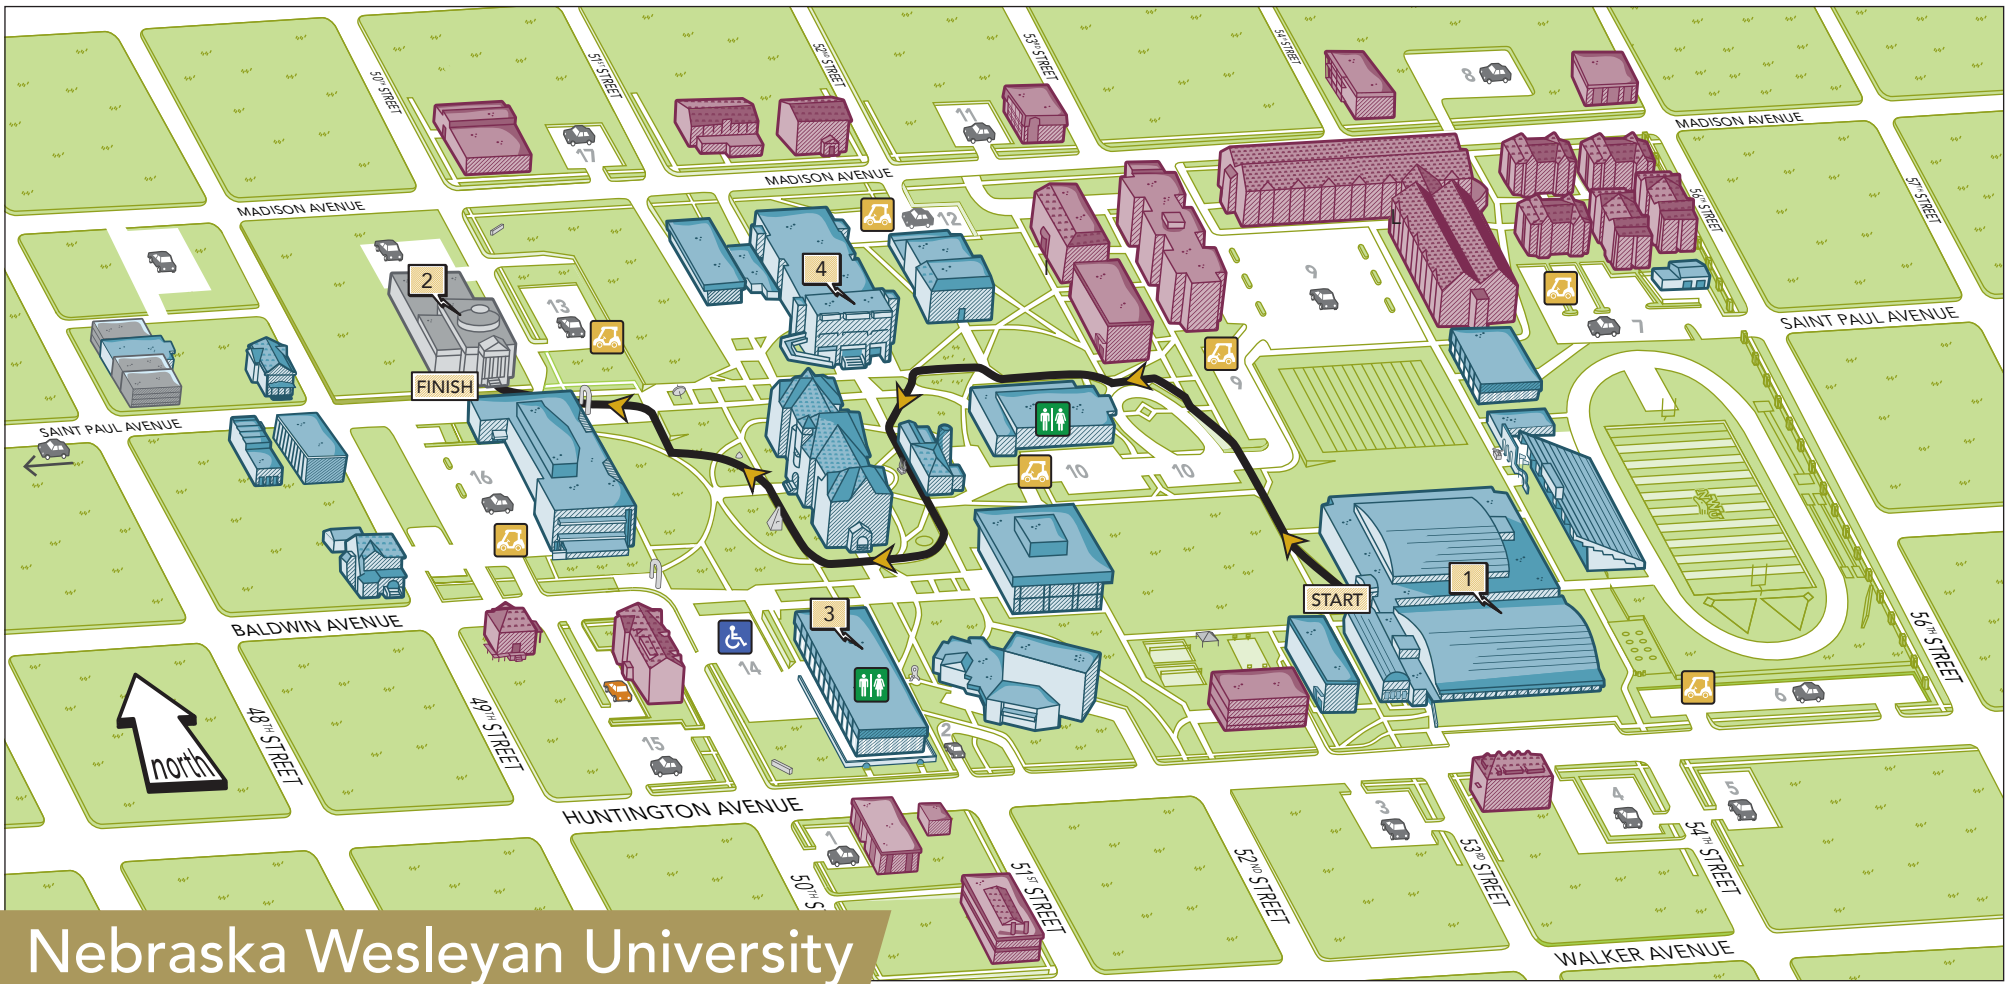 54TH STREET
53RD STREET
52ND STREET
51ST STREET
50TH STREET
8
11
17
MADISON AVENUE
MADISON AVENUE
MADISON AVENUE
56TH STREET
57TH STREET
12
4
2
9
13
7
SAINT PAUL AVENUE
FINISH
9
SAINT PAUL AVENUE
10
10
16
NWU
1
START
3
BALDWIN AVENUE
56TH STREET
14
6
north
48TH STREET
49TH STREET
15
2
HUNTINGTON AVENUE
1
3
4
5
50TH S
51ST STREET
52ND STREET
53RD STREET
54TH STREET
WALKER AVENUE
Nebraska Wesleyan University